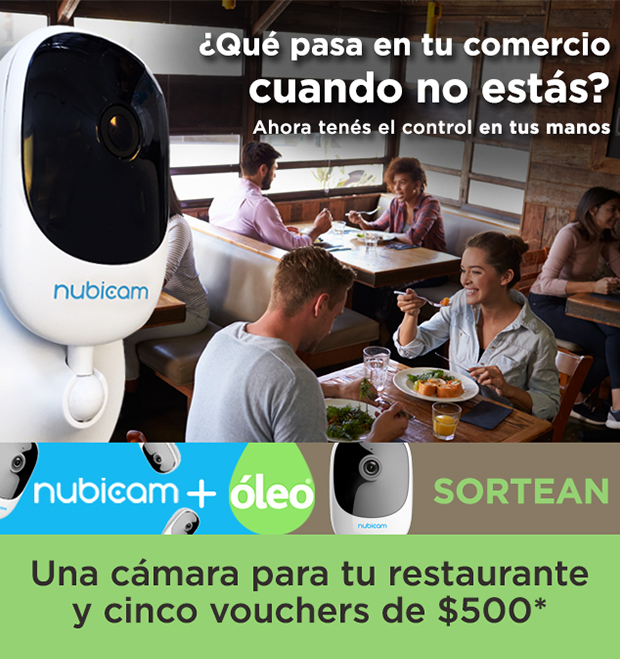 ¿Qué pasa en tu comercio
cuando no estás?
Ahora tenés el control en tus manos
nubicam
nubicam + óleo® SORTEAN
nubicam
Una cámara para tu restaurante
y cinco vouchers de $500*